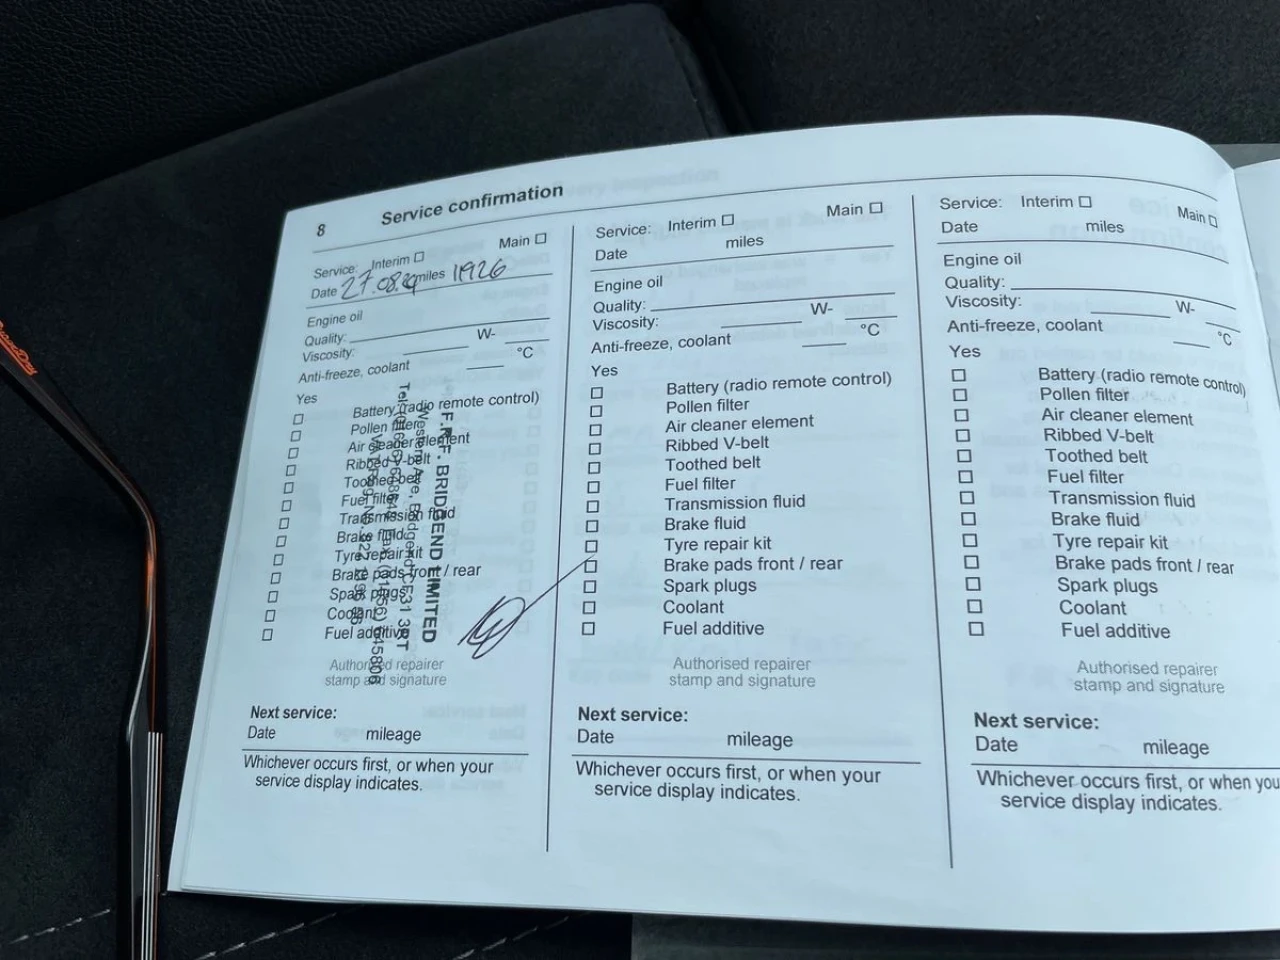 8 Service confirmation
Service: Interim Main
Date 27.08. miles 11926
Engine oil
Quality:
Viscosity: W-
Anti-freeze, coolant °C
Yes
Battery (radio remote control)
Pollen filter
Air cleaner element
Ribbed V-belt
Toothed belt
Fuel filter
Transmission fluid
Brake fluid
Tyre repair kit
Brake pads front / rear
Spark plugs
Coolant
Fuel additive
Authorised repairer
stamp and signature
F.R.F. BRIDGEND LIMITED
Western Ave, Bridgend CF31 3RT
Next service:
Date mileage
Whichever occurs first, or when your
service display indicates.
Service: Interim Main
Date miles
Engine oil
Quality:
Viscosity: W-
Anti-freeze, coolant °C
Yes
Battery (radio remote control)
Pollen filter
Air cleaner element
Ribbed V-belt
Toothed belt
Fuel filter
Transmission fluid
Brake fluid
Tyre repair kit
Brake pads front / rear
Spark plugs
Coolant
Fuel additive
Authorised repairer
stamp and signature
Next service:
Date mileage
Whichever occurs first, or when your
service display indicates.
Service: Interim Main
Date miles
Engine oil
Quality:
Viscosity: W-
Anti-freeze, coolant °C
Yes
Battery (radio remote control)
Pollen filter
Air cleaner element
Ribbed V-belt
Toothed belt
Fuel filter
Transmission fluid
Brake fluid
Tyre repair kit
Brake pads front / rear
Spark plugs
Coolant
Fuel additive
Authorised repairer
stamp and signature
Next service:
Date mileage
Whichever occurs first, or when you
service display indicates.